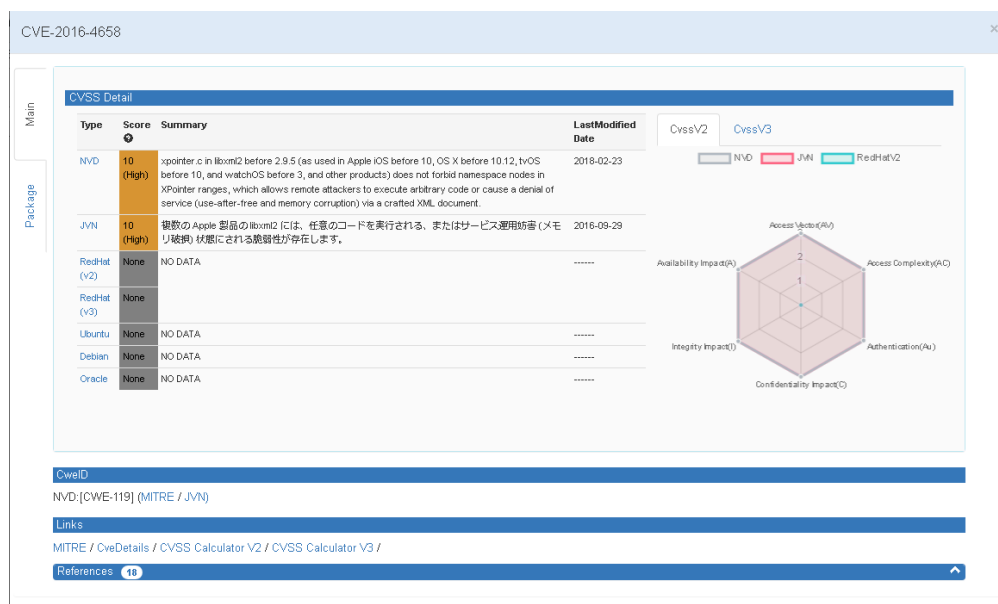 CVE-2016-4658
×
Main
Package
CVSS Detail
Type Score Summary LastModified Date
NVD 10 (High) xpointer.c in libxml2 before 2.9.5 (as used in Apple iOS before 10, OS X before 10.12, tvOS
before 10, and watchOS before 3, and other products) does not forbid namespace nodes in
XPointer ranges, which allows remote attackers to execute arbitrary code or cause a denial of
service (use-after-free and memory corruption) via a crafted XML document.
2018-02-23
JVN 10 (High) 複数の Apple 製品の libxml2 には、任意のコードを実行される、またはサービス運用妨害 (メモ
リ破損) 状態にされる脆弱性が存在します。
2016-09-29
RedHat (v2) None NO DATA ------
RedHat (v3) None
Ubuntu None NO DATA ------
Debian None NO DATA ------
Oracle None NO DATA ------
CvssV2 CvssV3
NVD JVN RedHatV2
Access Vector(AV)
Availability Impact(A) 2 Access Complexity(AC)
1
Integrity Impact(I) Authentication(Au)
Confidentiality Impact(C)
CweID
NVD:[CWE-119] (MITRE / JVN)
Links
MITRE / CveDetails / CVSS Calculator V2 / CVSS Calculator V3 /
References 18